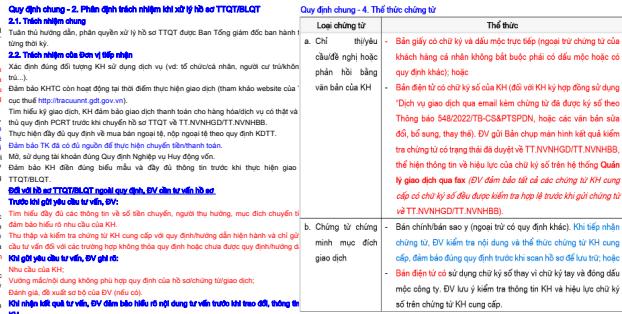 Quy định chung - 2. Phân định trách nhiệm khi xử lý hồ sơ TTQT/BLQT
2.1. Trách nhiệm chung
Tuân thủ hướng dẫn, phân quyền xử lý hồ sơ TTQT được Ban Tổng giám đốc ban hành t
từng thời kỳ.
2.2. Trách nhiệm của Đơn vị tiếp nhận
Xác định đúng đối tượng KH sử dụng dịch vụ (vd: tổ chức/cá nhân, người cư trú/khôn
trú...).
Đảm bảo KHTC còn hoạt động tại thời điểm thực hiện giao dịch (tham khảo website của
cục thuế http://tracuunnt.gdt.gov.vn).
Tìm hiểu kỹ giao dịch, KH đảm bảo giao dịch thanh toán cho hàng hóa/dịch vụ có thật và
thủ quy định PCRT trước khi chuyển hồ sơ TTQT về TT.NVNHGD/TT.NVNHBB.
Thực hiện đầy đủ quy định về mua bán ngoại tệ, nộp ngoại tệ theo quy định KDTT.
Đảm bảo TK đã có đủ nguồn để thực hiện chuyển tiền/thanh toán.
Mở, sử dụng tài khoản đúng Quy định Nghiệp vụ Huy động vốn.
Đảm bảo KH điền đúng biểu mẫu và đầy đủ thông tin trước khi thực hiện giao
TTQT/BLQT.
Đối với hồ sơ TTQT/BLQT ngoài quy định, ĐV cần tư vấn hồ sơ
Trước khi gửi yêu cầu tư vấn, ĐV:
Tìm hiểu đầy đủ các thông tin về số tiền chuyển, người thụ hưởng, mục đích chuyển ti
đảm bảo hiểu rõ nhu cầu của KH.
Thu thập và kiểm tra chứng từ KH cung cấp với quy định/hướng dẫn hiện hành và chỉ gử
cầu tư vấn đối với các trường hợp không thỏa quy định hoặc chưa được quy định/hướng d
Khi gửi yêu cầu tư vấn, ĐV ghi rõ:
Nhu cầu của KH;
Vướng mắc/nội dung không phù hợp quy định của hồ sơ/chứng từ/giao dịch;
Đánh giá, đề xuất sơ bộ của ĐV (nếu có).
Khi nhận kết quả tư vấn, ĐV đảm bảo hiểu rõ nội dung tư vấn trước khi trao đổi, thông tin
Quy định chung - 4. Thể thức chứng từ
Loại chứng từ
Thể thức
a. Chỉ thị/yêu
cầu/đề nghị hoặc
phản hồi bằng
văn bản của KH
- Bản giấy có chữ ký và dấu mộc trực tiếp (ngoại trừ chứng từ của
khách hàng cá nhân không bắt buộc phải có dấu mộc hoặc có
quy định khác); hoặc
- Bản điện tử có chữ ký số của KH (đối với KH ký hợp đồng sử dụng
"Dịch vụ giao dịch qua email kèm chứng từ đã được ký số theo
Thông báo 548/2022/TB-CS&PTSPDN, hoặc các văn bản sửa
đổi, bổ sung, thay thế). ĐV gửi Bản chụp màn hình kết quả kiểm
tra chứng từ có trạng thái đã duyệt về TT.NVNHGD/TT.NVNHBB,
thể hiện thông tin về hiệu lực của chữ ký số trên hệ thống Quản
lý giao dịch qua fax (ĐV đảm bảo tất cả các chứng từ KH cung
cấp có chữ ký số đều được kiểm tra hợp lệ trước khi gửi chứng từ
về TT.NVNHGD/TT.NVNHBB).
b. Chứng từ chứng
minh mục đích
giao dịch
- Bản chính/bản sao y (ngoại trừ có quy định khác). Khi tiếp nhận
chứng từ, ĐV kiểm tra nội dung và thể thức chứng từ KH cung
cấp, đảm bảo đúng quy định trước khi scan hồ sơ để lưu trữ; hoặc
- Bản điện tử có sử dụng chữ ký số thay vì chữ ký tay và đóng dấu
mộc công ty. ĐV lưu ý kiểm tra thông tin KH và hiệu lực chữ ký
số trên chứng từ KH cung cấp.